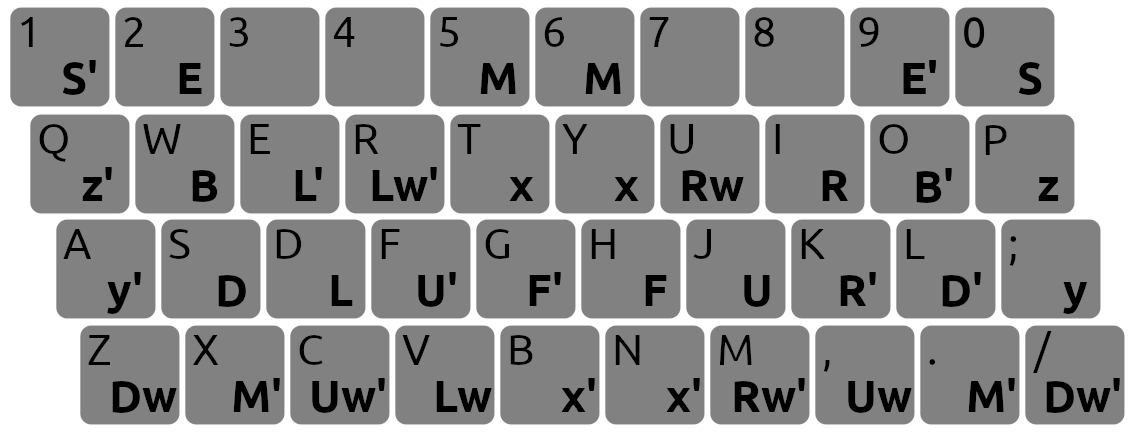 1 2 3 4 5 6 7 8 9 0
S' E M M E' S
Q W E R T Y U I O P
z' B L' Lw' x x Rw R B' z
A S D F G H J K L ;
y' D L U' F' F U R' D' y
Z X C V B N M , . /
Dw M' Uw' Lw x' x' Rw' Uw M' Dw'